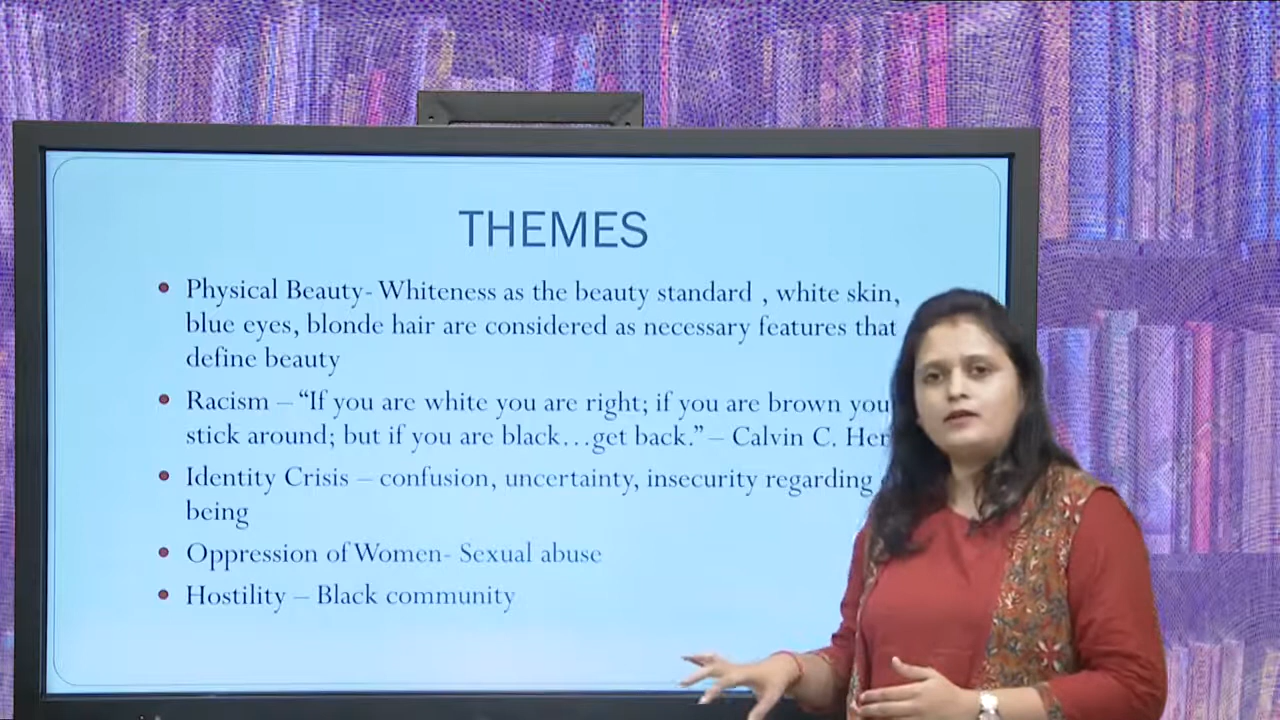 THEMES
• Physical Beauty- Whiteness as the beauty standard , white skin,
blue eyes, blonde hair are considered as necessary features that
define beauty
• Racism – “If you are white you are right; if you are brown you
stick around; but if you are black…get back.” – Calvin C. Her
• Identity Crisis – confusion, uncertainty, insecurity regarding
being
• Oppression of Women- Sexual abuse
• Hostility – Black community